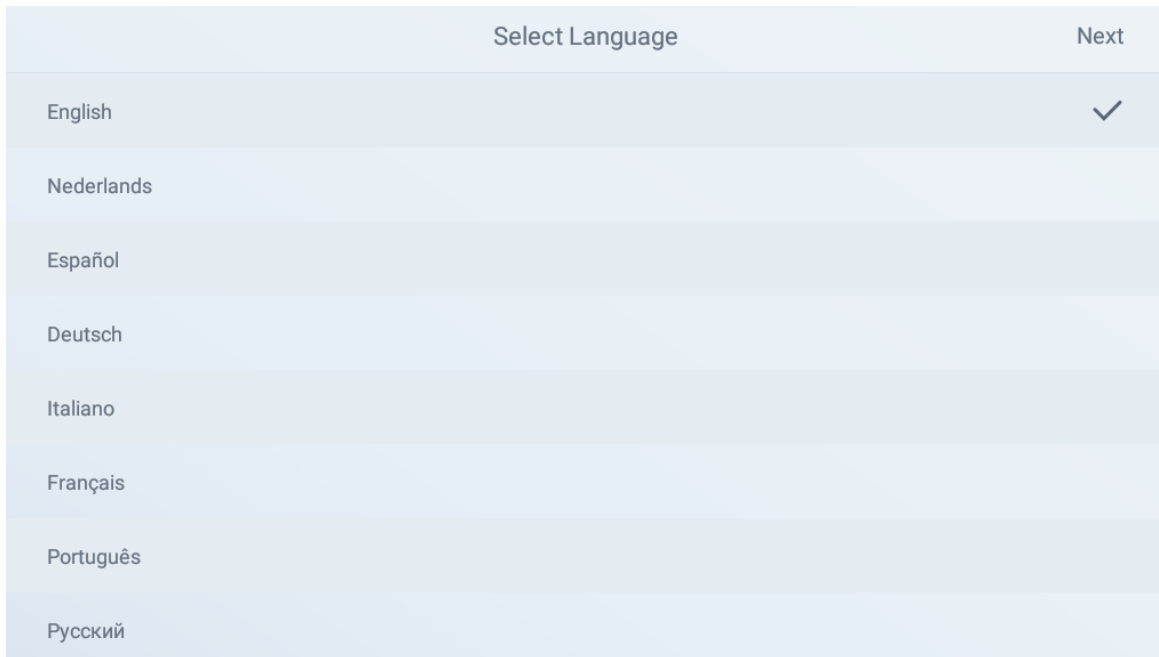 Select Language
Next
English
Nederlands
Español
Deutsch
Italiano
Français
Português
Русский